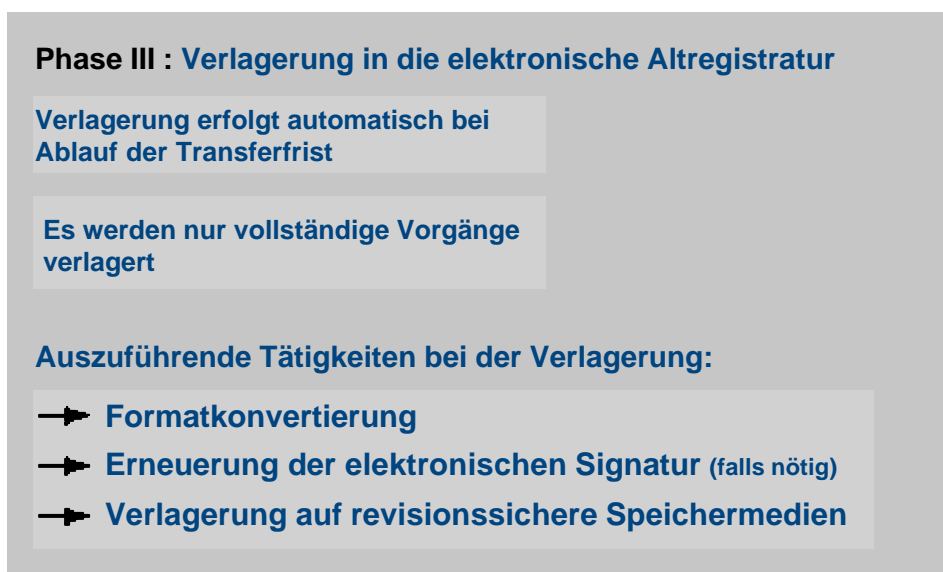 Phase III : Verlagerung in die elektronische Altregistratur
Verlagerung erfolgt automatisch bei
Ablauf der Transferfrist
Es werden nur vollständige Vorgänge
verlagert
Auszuführende Tätigkeiten bei der Verlagerung:
Formatkonvertierung
Erneuerung der elektronischen Signatur (falls nötig)
Verlagerung auf revisionssichere Speichermedien